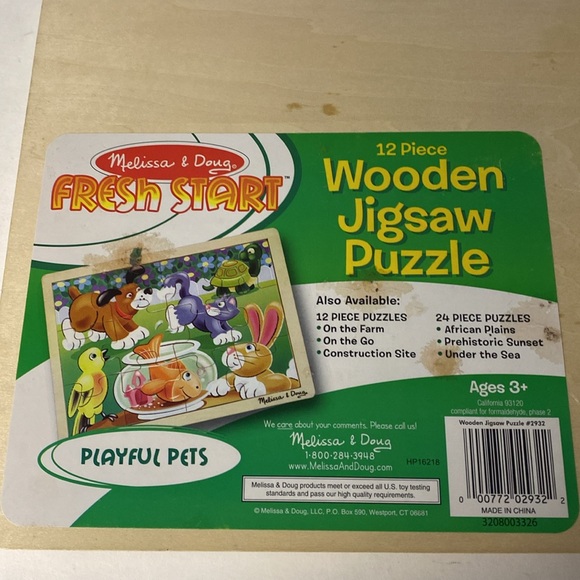 Melissa & Doug®
FRESH START™
12 Piece
Wooden
Jigsaw
Puzzle
Also Available:
12 PIECE PUZZLES
• On the Farm
• On the Go
• Construction Site
24 PIECE PUZZLES
• African Plains
• Prehistoric Sunset
• Under the Sea
Melissa & Doug
Ages 3+
California 93120
compliant for formaldehyde, phase 2
PLAYFUL PETS
We care about your comments. Please call us!
Melissa & Doug
1-800-284-3948
www.MelissaAndDoug.com
HP16218
Melissa & Doug products meet or exceed all U.S. toy testing
standards and pass our high quality requirements.
© Melissa & Doug, LLC, P.O. Box 590, Westport, CT 06881
Wooden Jigsaw Puzzle #2932
0 00772 02932 2
MADE IN CHINA
3208003326